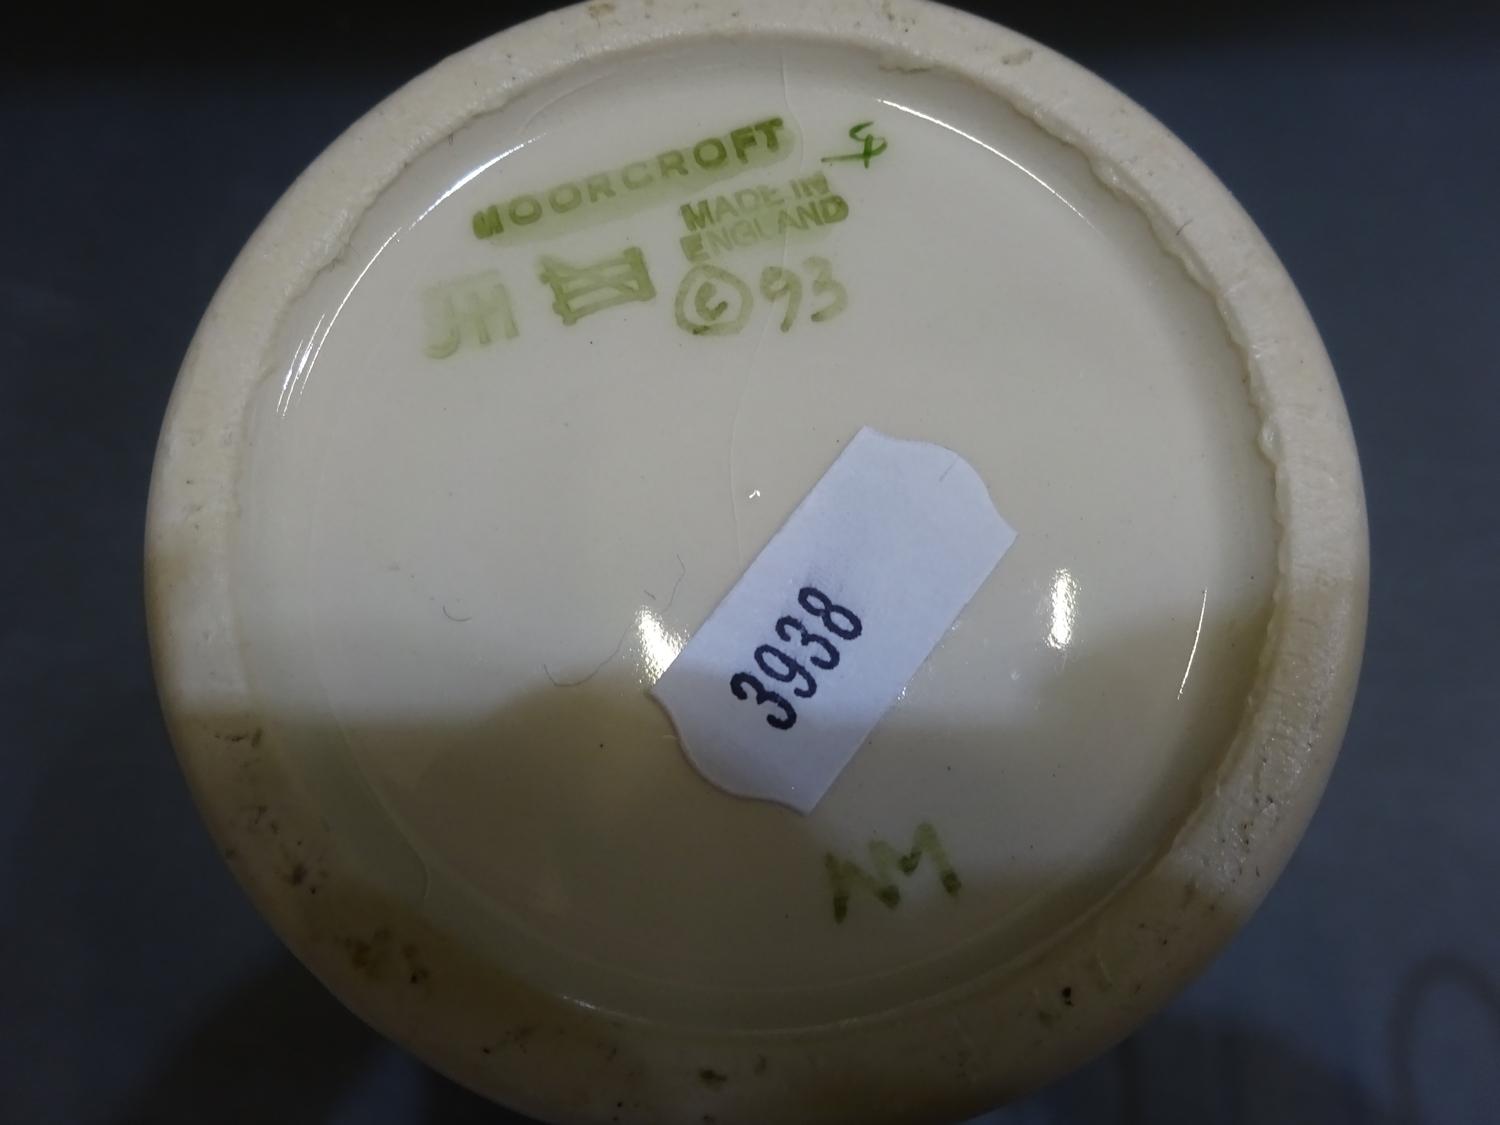 MOORCROFT
MADE IN
ENGLAND
JH
© 93
3938